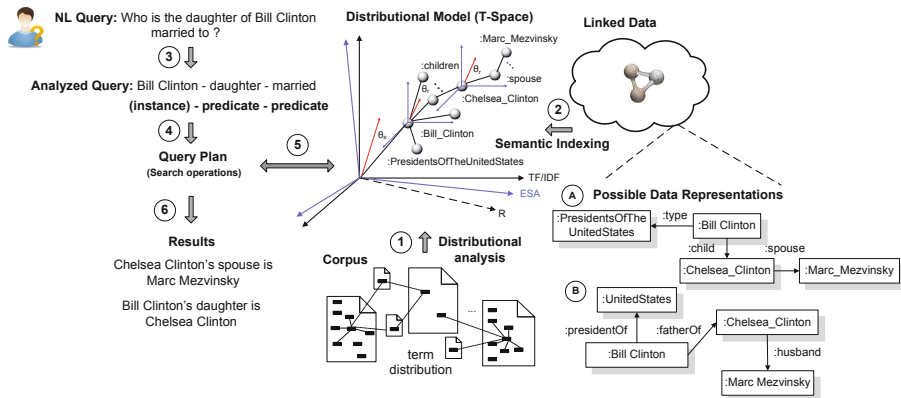 NL Query: Who is the daughter of Bill Clinton
married to ?
3
Analyzed Query: Bill Clinton - daughter - married
(instance) - predicate - predicate
4
Query Plan
(Search operations)
5
6
Results
Chelsea Clinton's spouse is
Marc Mezvinsky
Bill Clinton's daughter is
Chelsea Clinton
Distributional Model (T-Space)
:Marc_Mezvinsky
:children
θr
:spouse
θr
:Chelsea_Clinton
:Bill_Clinton
θe
:PresidentsOfTheUnitedStates
TF/IDF
ESA
R
1
Distributional
analysis
Corpus
...
term
distribution
Linked Data
2
Semantic Indexing
A
Possible Data Representations
:PresidentsOfThe
UnitedStates
:type
:Bill Clinton
:child
:spouse
:Chelsea_Clinton
:Marc_Mezvinsky
B
:UnitedStates
:presidentOf
:fatherOf
:Chelsea_Clinton
:Bill Clinton
:husband
:Marc Mezvinsky